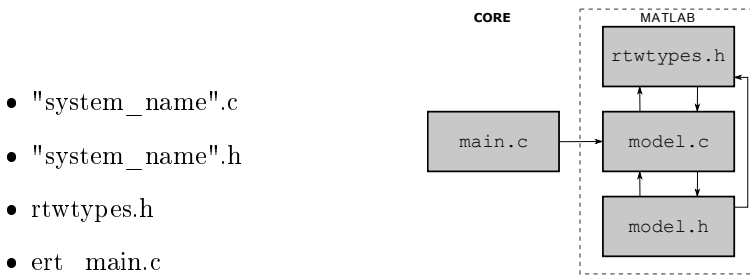 • "system_name".c
• "system_name".h
• rtwtypes.h
• ert_main.c
CORE
MATLAB
rtwtypes.h
main.c
model.c
model.h